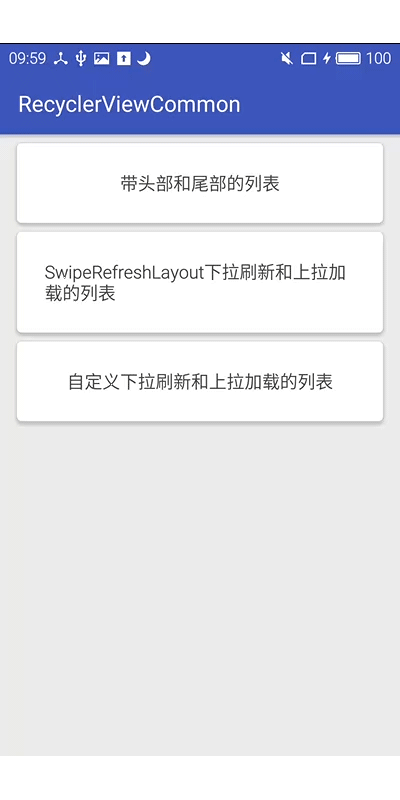 09:59 100
RecyclerViewCommon
带头部和尾部的列表
SwipeRefreshLayout下拉刷新和上拉加
载的列表
自定义下拉刷新和上拉加载的列表